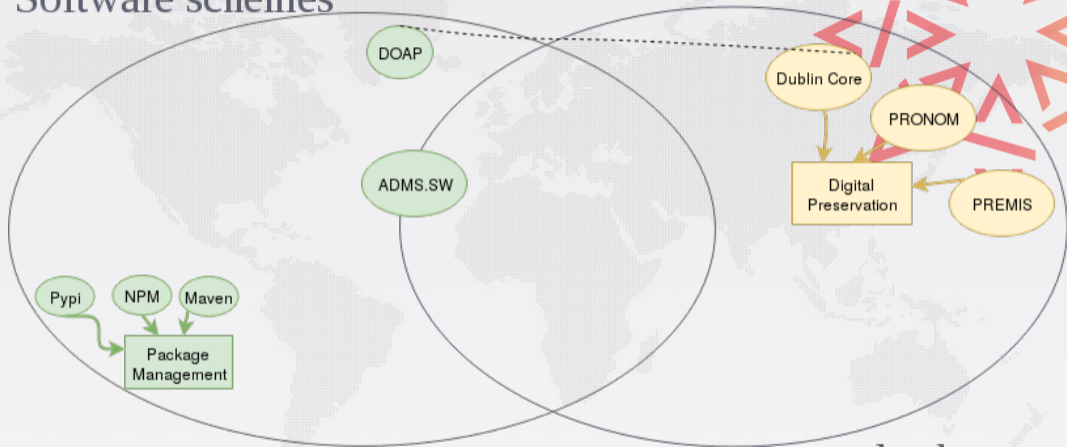 Software schemes
DOAP
Dublin Core
PRONOM
ADMS.SW
Digital
Preservation
PREMIS
Pypi
NPM
Maven
Package
Management